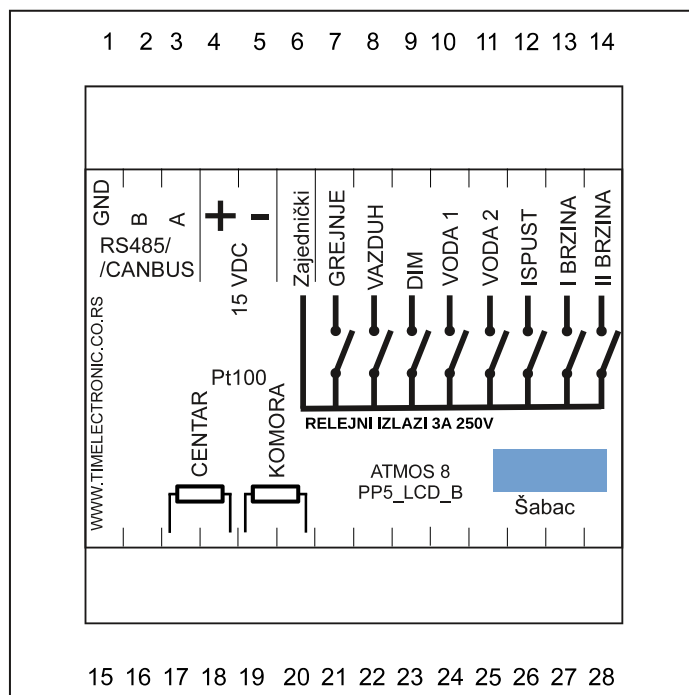 1 2 3 4 5 6 7 8 9 10 11 12 13 14
GND
B
A
+
-
Zajednički
GREJNJE
VAZDUH
DIM
VODA 1
VODA 2
ISPUST
I BRZINA
II BRZINA
RS485/
/CANBUS
15 VDC
WWW.TIMELECTRONIC.CO.RS
Pt100
CENTAR
KOMORA
RELEJNI IZLAZI 3A 250V
ATMOS 8
PP5_LCD_B
Šabac
15 16 17 18 19 20 21 22 23 24 25 26 27 28